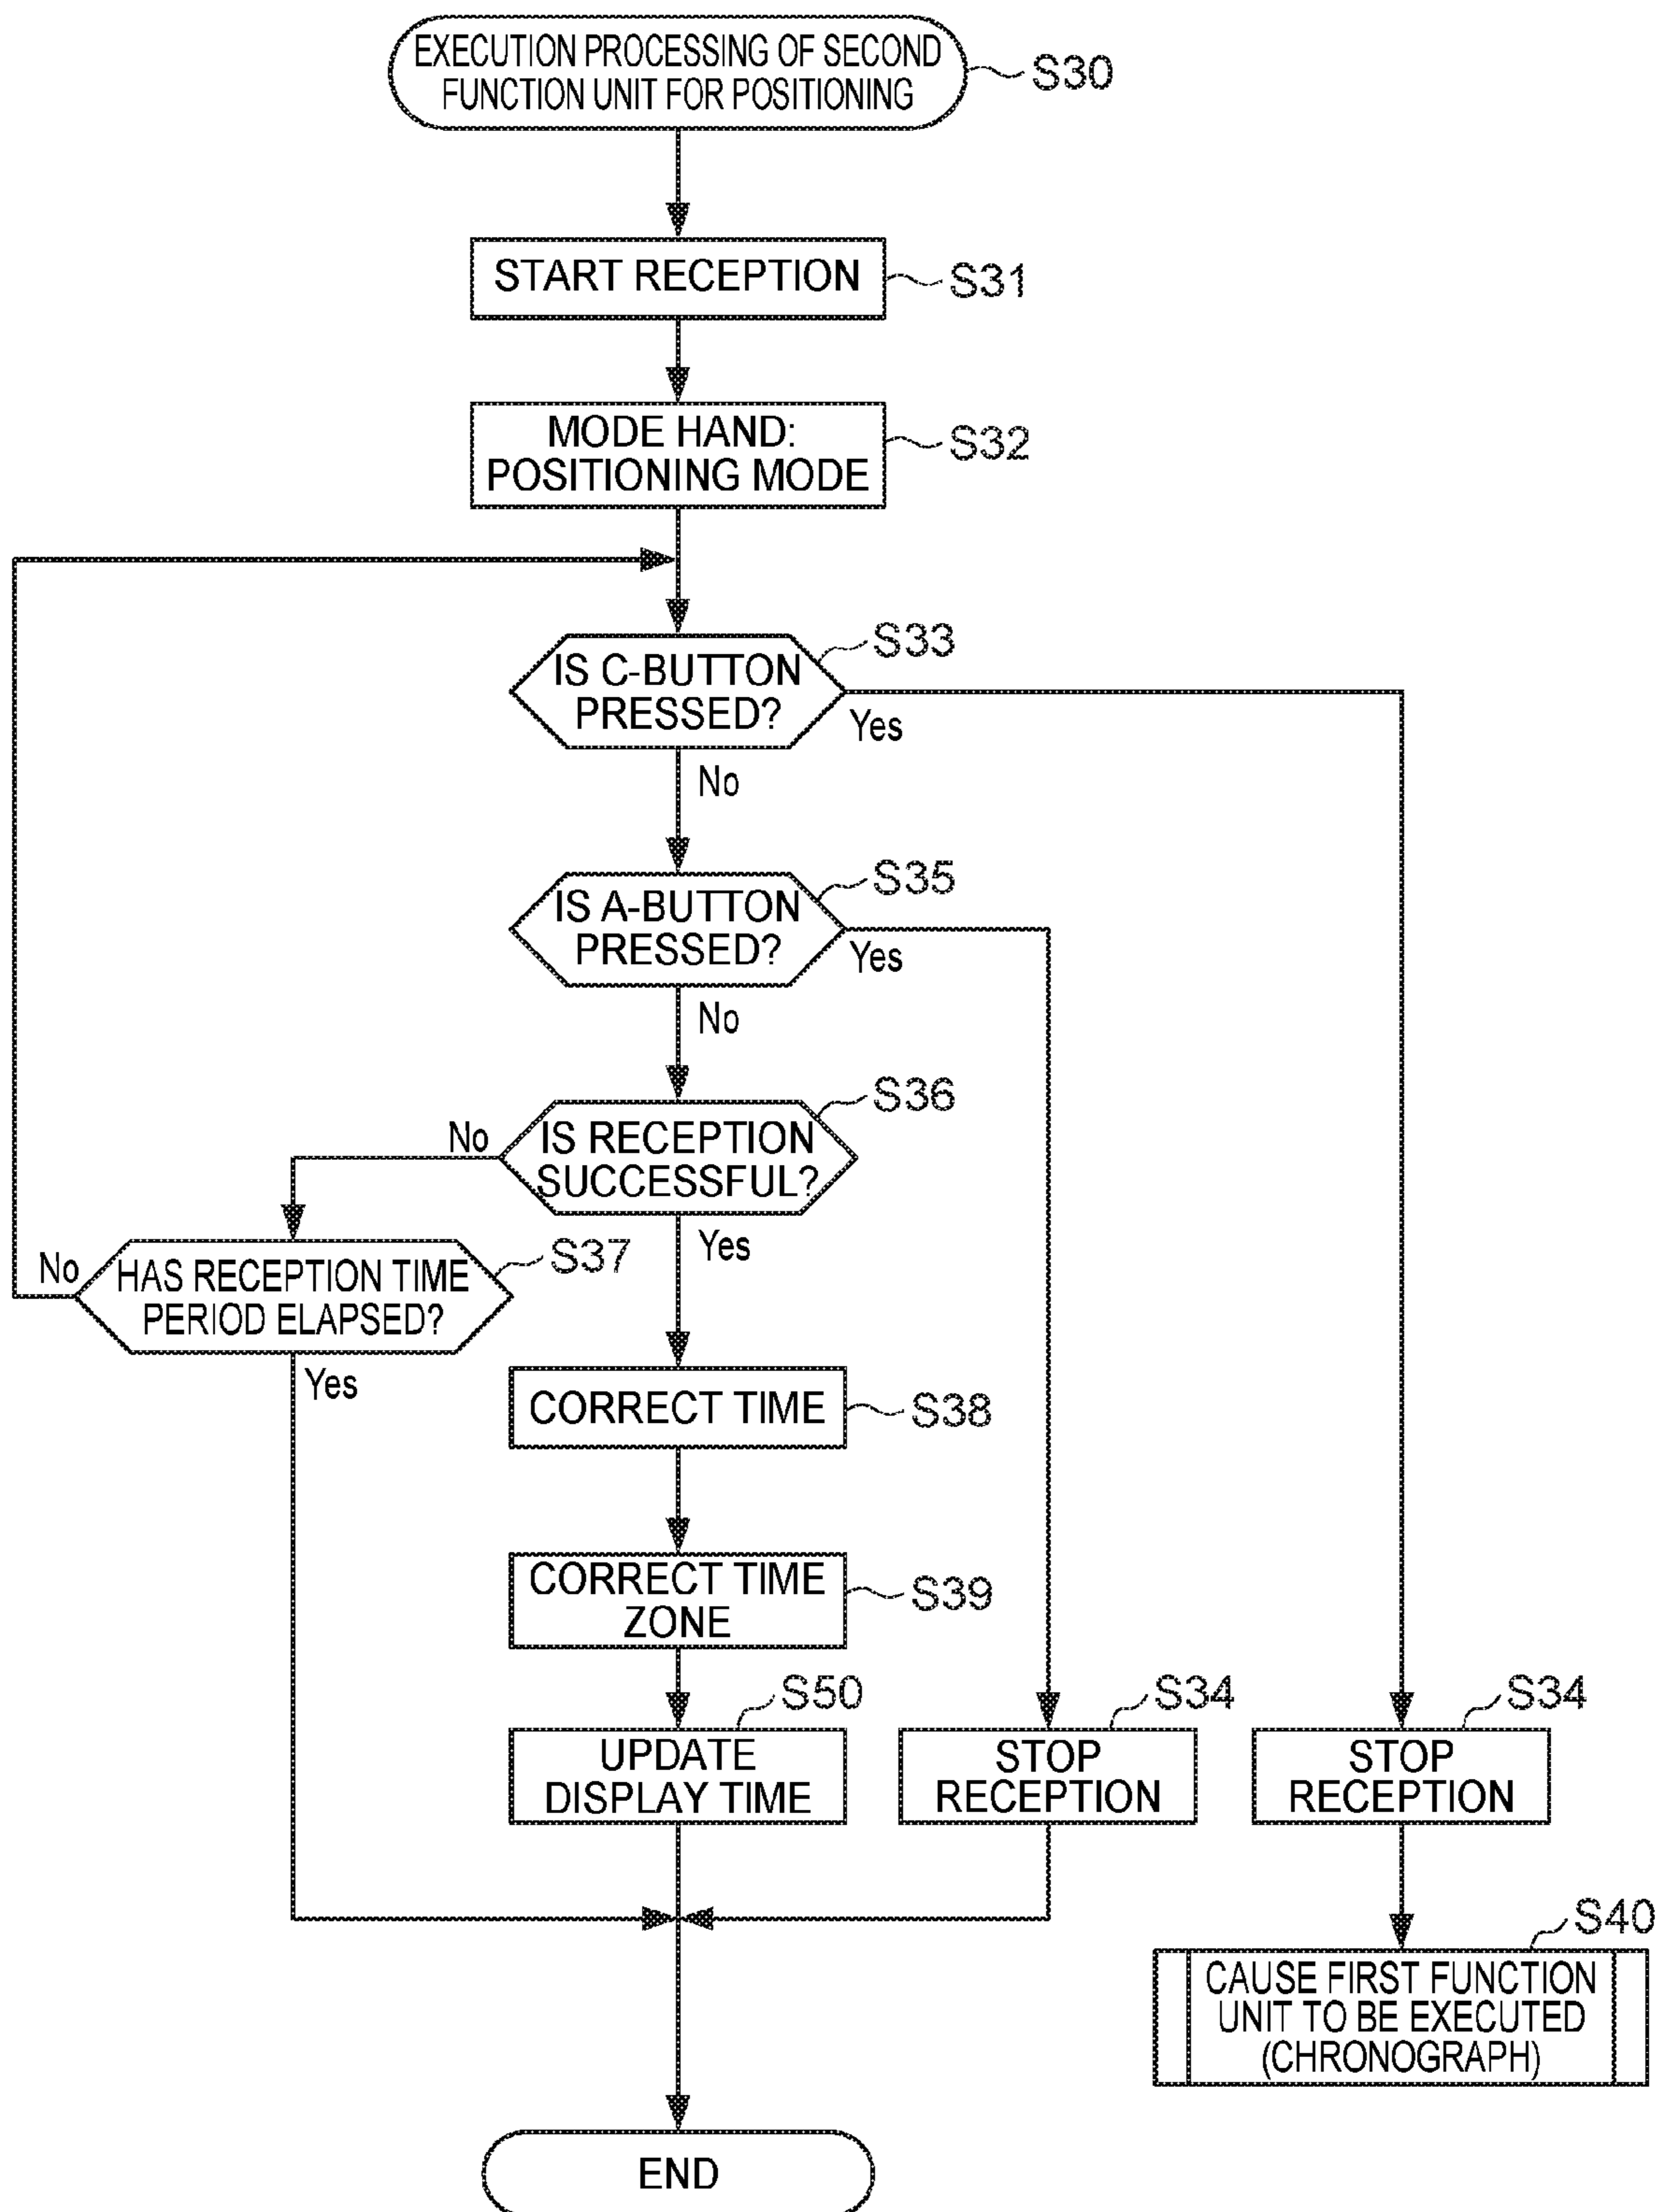 EXECUTION PROCESSING OF SECOND
FUNCTION UNIT FOR POSITIONING
S30
START RECEPTION
S31
MODE HAND:
POSITIONING MODE
S32
S33
IS C-BUTTON
PRESSED?
Yes
No
S35
IS A-BUTTON
PRESSED?
Yes
No
S36
No
IS RECEPTION
SUCCESSFUL?
Yes
S37
No
HAS RECEPTION TIME
PERIOD ELAPSED?
Yes
CORRECT TIME
S38
CORRECT TIME
ZONE
S39
S50
UPDATE
DISPLAY TIME
S34
STOP
RECEPTION
S34
STOP
RECEPTION
S40
CAUSE FIRST FUNCTION
UNIT TO BE EXECUTED
(CHRONOGRAPH)
END